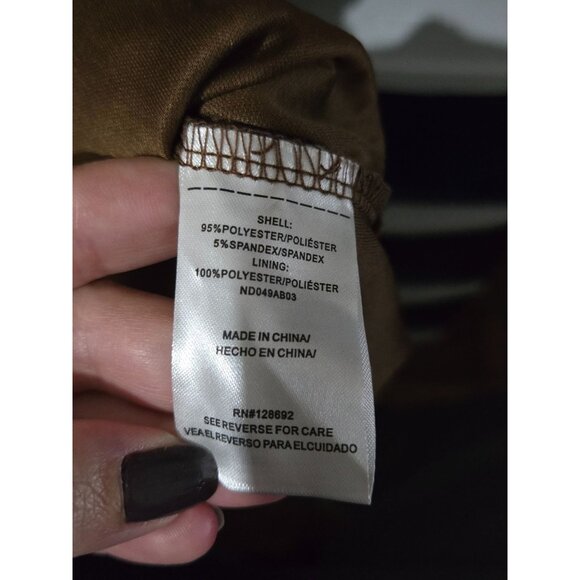 SHELL:
95%POLYESTER/POLIÉSTER
5%SPANDEX/SPANDEX
LINING:
100%POLYESTER/POLIÉSTER
ND049AB03
MADE IN CHINA/
HECHO EN CHINA/
RN#128692
SEE REVERSE FOR CARE
VEA EL REVERSO PARA EL CUIDADO